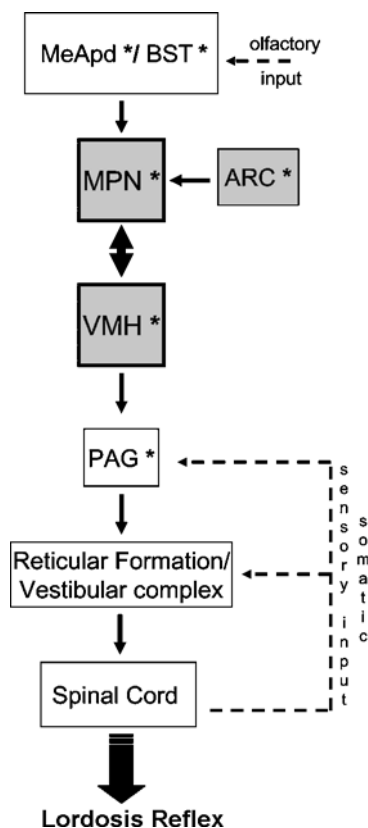 MeApd */ BST *
olfactory
input
MPN *
ARC *
VMH *
PAG *
somatic
sensory input
Reticular Formation/
Vestibular complex
Spinal Cord
Lordosis Reflex